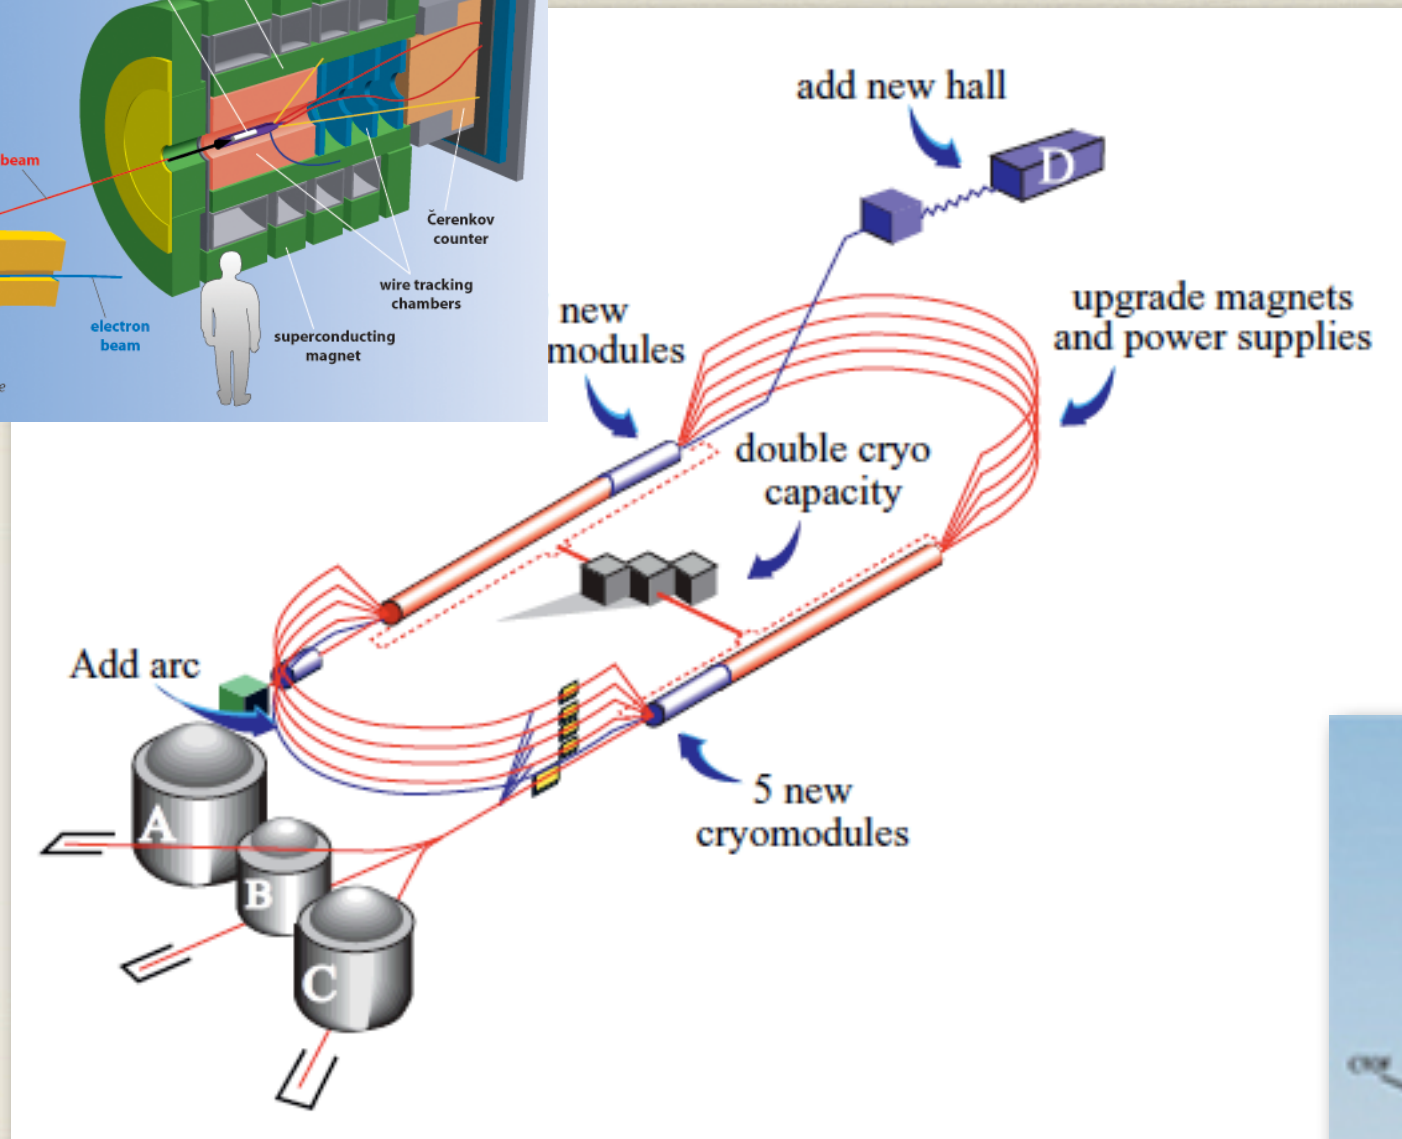 beam
Čerenkov
counter
wire tracking
chambers
electron
beam
superconducting
magnet
e
add new hall
D
new
modules
upgrade magnets
and power supplies
double cryo
capacity
Add arc
5 new
cryomodules
A
B
C